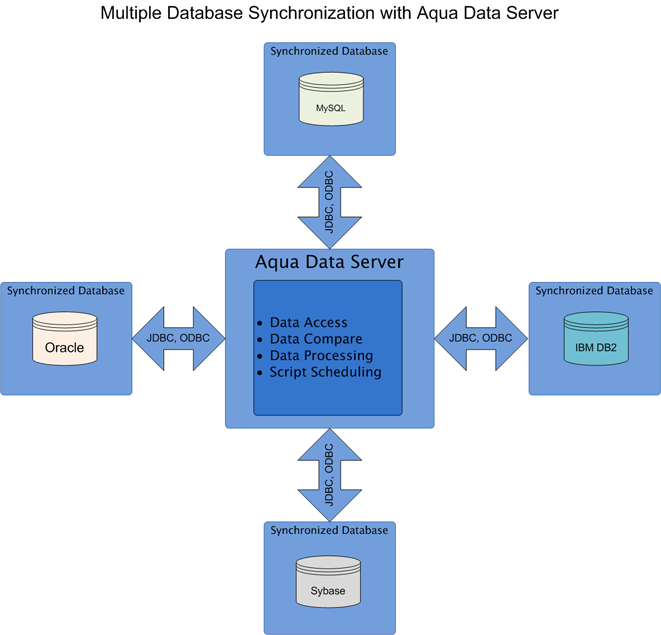 Multiple Database Synchronization with Aqua Data Server
Synchronized Database
MySQL
JDBC, ODBC
Aqua Data Server
• Data Access
• Data Compare
• Data Processing
• Script Scheduling
Synchronized Database
Oracle
JDBC, ODBC
JDBC, ODBC
Synchronized Database
IBM DB2
JDBC, ODBC
Synchronized Database
Sybase